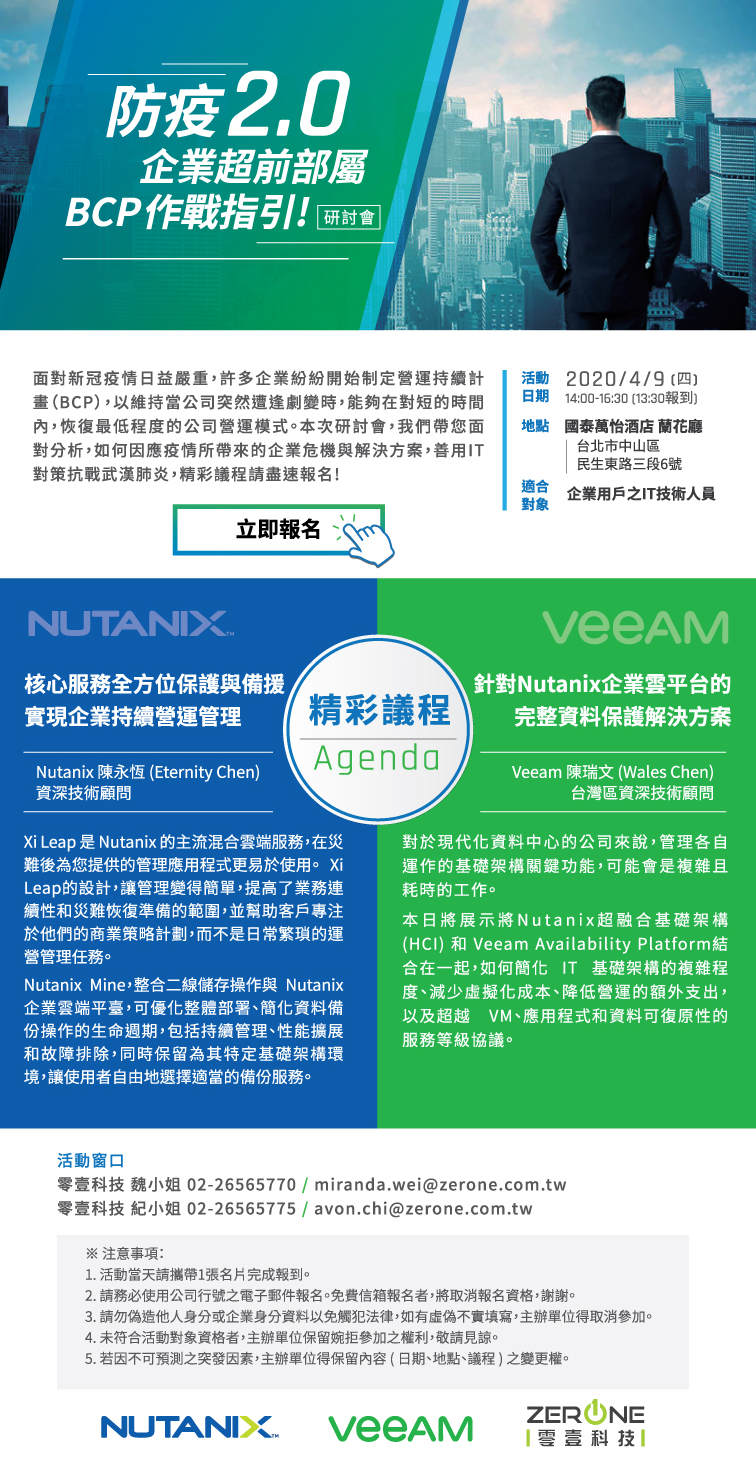 防疫2.0
企業超前部屬
BCP作戰指引!
研討會
面對新冠疫情日益嚴重，許多企業紛紛開始制定營運持續計
畫（BCP），以維持當公司突然遭逢劇變時，能夠在對短的時間
內，恢復最低程度的公司營運模式。本次研討會，我們帶您面
對分析，如何因應疫情所帶來的企業危機與解決方案，善用IT
對策抗戰武漢肺炎，精彩議程請盡速報名!
立即報名
活動
日期
2020/4/9 (四)
14:00-16:30 (13:30報到)
地點
國泰萬怡酒店 蘭花廳
台北市中山區
民生東路三段6號
適合
對象
企業用戶之IT技術人員
NUTANIX™
veeam
精彩議程
Agenda
核心服務全方位保護與備援
實現企業持續營運管理
Nutanix 陳永恆 (Eternity Chen)
資深技術顧問
Xi Leap 是 Nutanix 的主流混合雲端服務，在災
難後為您提供的管理應用程式更易於使用。 Xi
Leap的設計，讓管理變得簡單，提高了業務連
續性和災難恢復準備的範圍，並幫助客戶專注
於他們的商業策略計劃，而不是日常繁瑣的運
營管理任務。
Nutanix Mine，整合二線儲存操作與 Nutanix
企業雲端平臺，可優化整體部署、簡化資料備
份操作的生命週期，包括持續管理、性能擴展
和故障排除，同時保留為其特定基礎架構環
境，讓使用者自由地選擇適當的備份服務。
針對Nutanix企業雲平台的
完整資料保護解決方案
Veeam 陳瑞文 (Wales Chen)
台灣區資深技術顧問
對於現代化資料中心的公司來說，管理各自
運作的基礎架構關鍵功能，可能會是複雜且
耗時的工作。
本日將展示將Nutanix超融合基礎架構
(HCI) 和 Veeam Availability Platform結
合在一起，如何簡化 IT 基礎架構的複雜程
度、減少虛擬化成本、降低營運的額外支出，
以及超越 VM、應用程式和資料可復原性的
服務等級協議。
活動窗口
零壹科技 魏小姐 02-26565770 / miranda.wei@zerone.com.tw
零壹科技 紀小姐 02-26565775 / avon.chi@zerone.com.tw
※ 注意事項：
1. 活動當天請攜帶1張名片完成報到。
2. 請務必使用公司行號之電子郵件報名。免費信箱報名者，將取消報名資格，謝謝。
3. 請勿偽造他人身分或企業身分資料以免觸犯法律，如有虛偽不實填寫，主辦單位得取消參加。
4. 未符合活動對象資格者，主辦單位保留婉拒參加之權利，敬請見諒。
5. 若因不可預測之突發因素，主辦單位得保留內容 ( 日期、地點、議程 ) 之變更權。
NUTANIX™
veeam
ZERONE
零壹科技